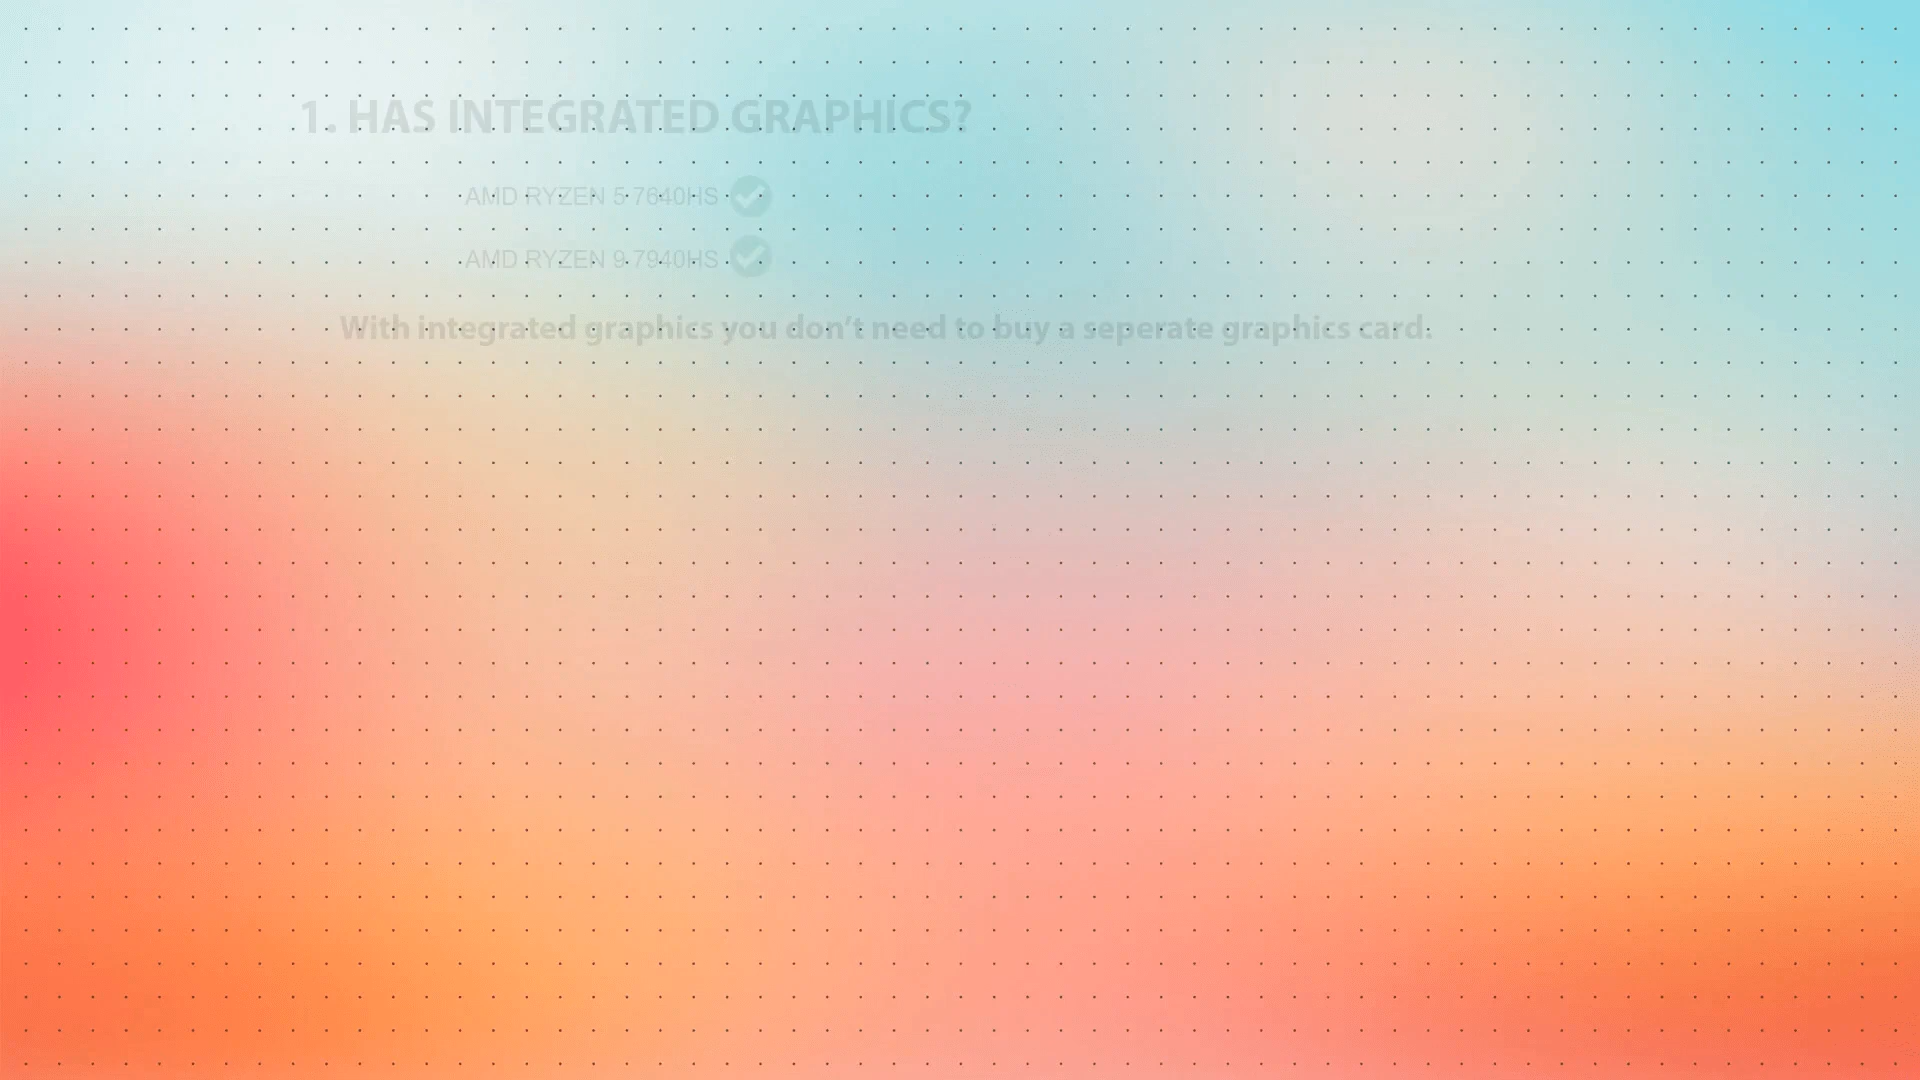 1. HAS INTEGRATED GRAPHICS?
AMD RYZEN 5 7640HS
AMD RYZEN 9 7940HS
With integrated graphics you don't need to buy a seperate graphics card.